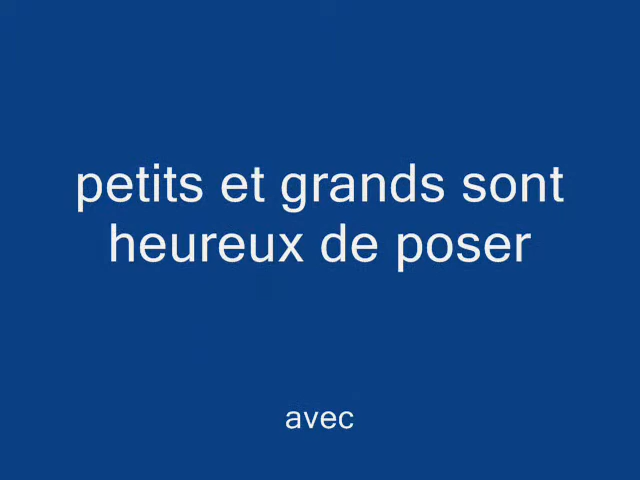 petits et grands sont
heureux de poser
avec